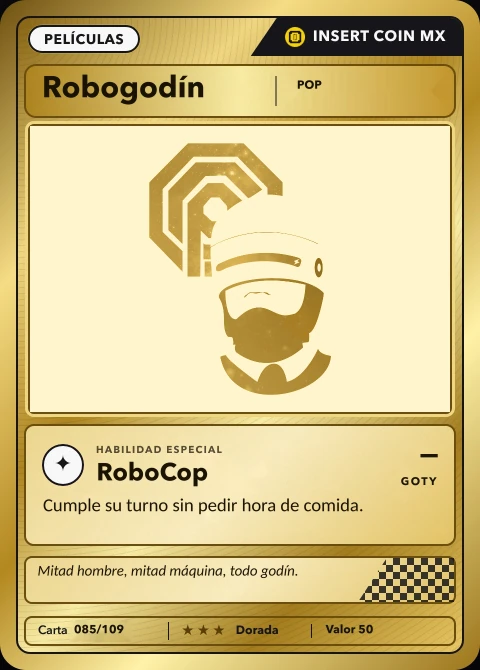 PELÍCULAS
INSERT COIN MX
Robogodín
POP
HABILIDAD ESPECIAL
RoboCop
GOTY
Cumple su turno sin pedir hora de comida.
Mitad hombre, mitad máquina, todo godín.
Carta 085/109
★★★ Dorada
Valor 50